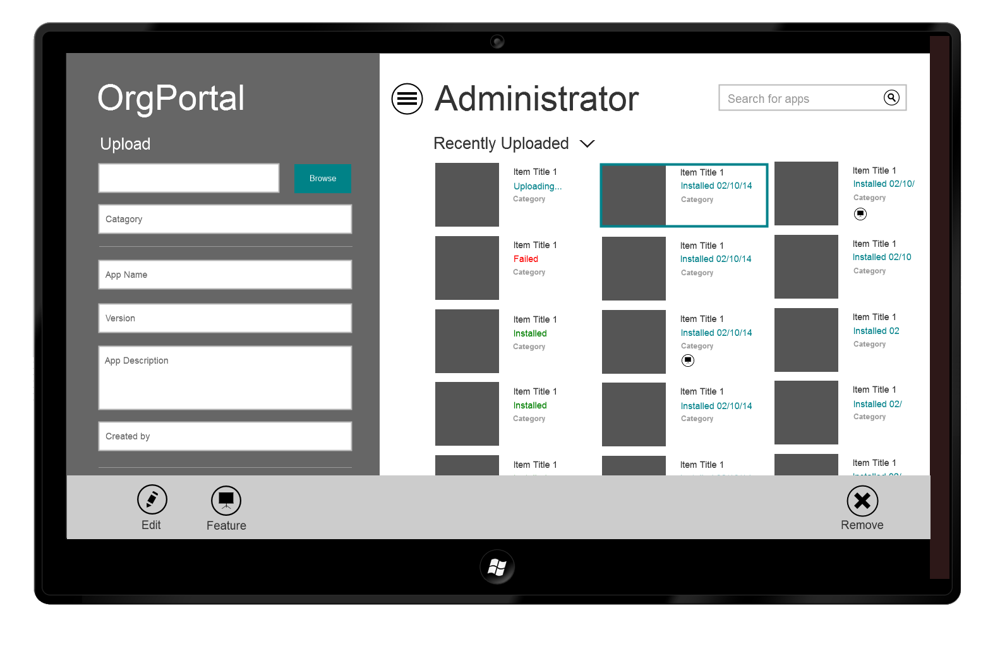 OrgPortal
Upload
Browse
Catagory
App Name
Version
App Description
Created by
Administrator
Search for apps
Recently Uploaded
Item Title 1
Uploading...
Category
Item Title 1
Failed
Category
Item Title 1
Installed
Category
Item Title 1
Installed
Category
Item Title 1
Item Title 1
Installed 02/10/14
Category
Item Title 1
Installed 02/10/14
Category
Item Title 1
Installed 02/10/14
Category
Item Title 1
Installed 02/10/14
Category
Item Title 1
Item Title 1
Installed 02/10/
Category
Item Title 1
Installed 02/10
Category
Item Title 1
Installed 02
Category
Item Title 1
Installed 02/
Category
Item Title 1
Edit
Feature
Remove